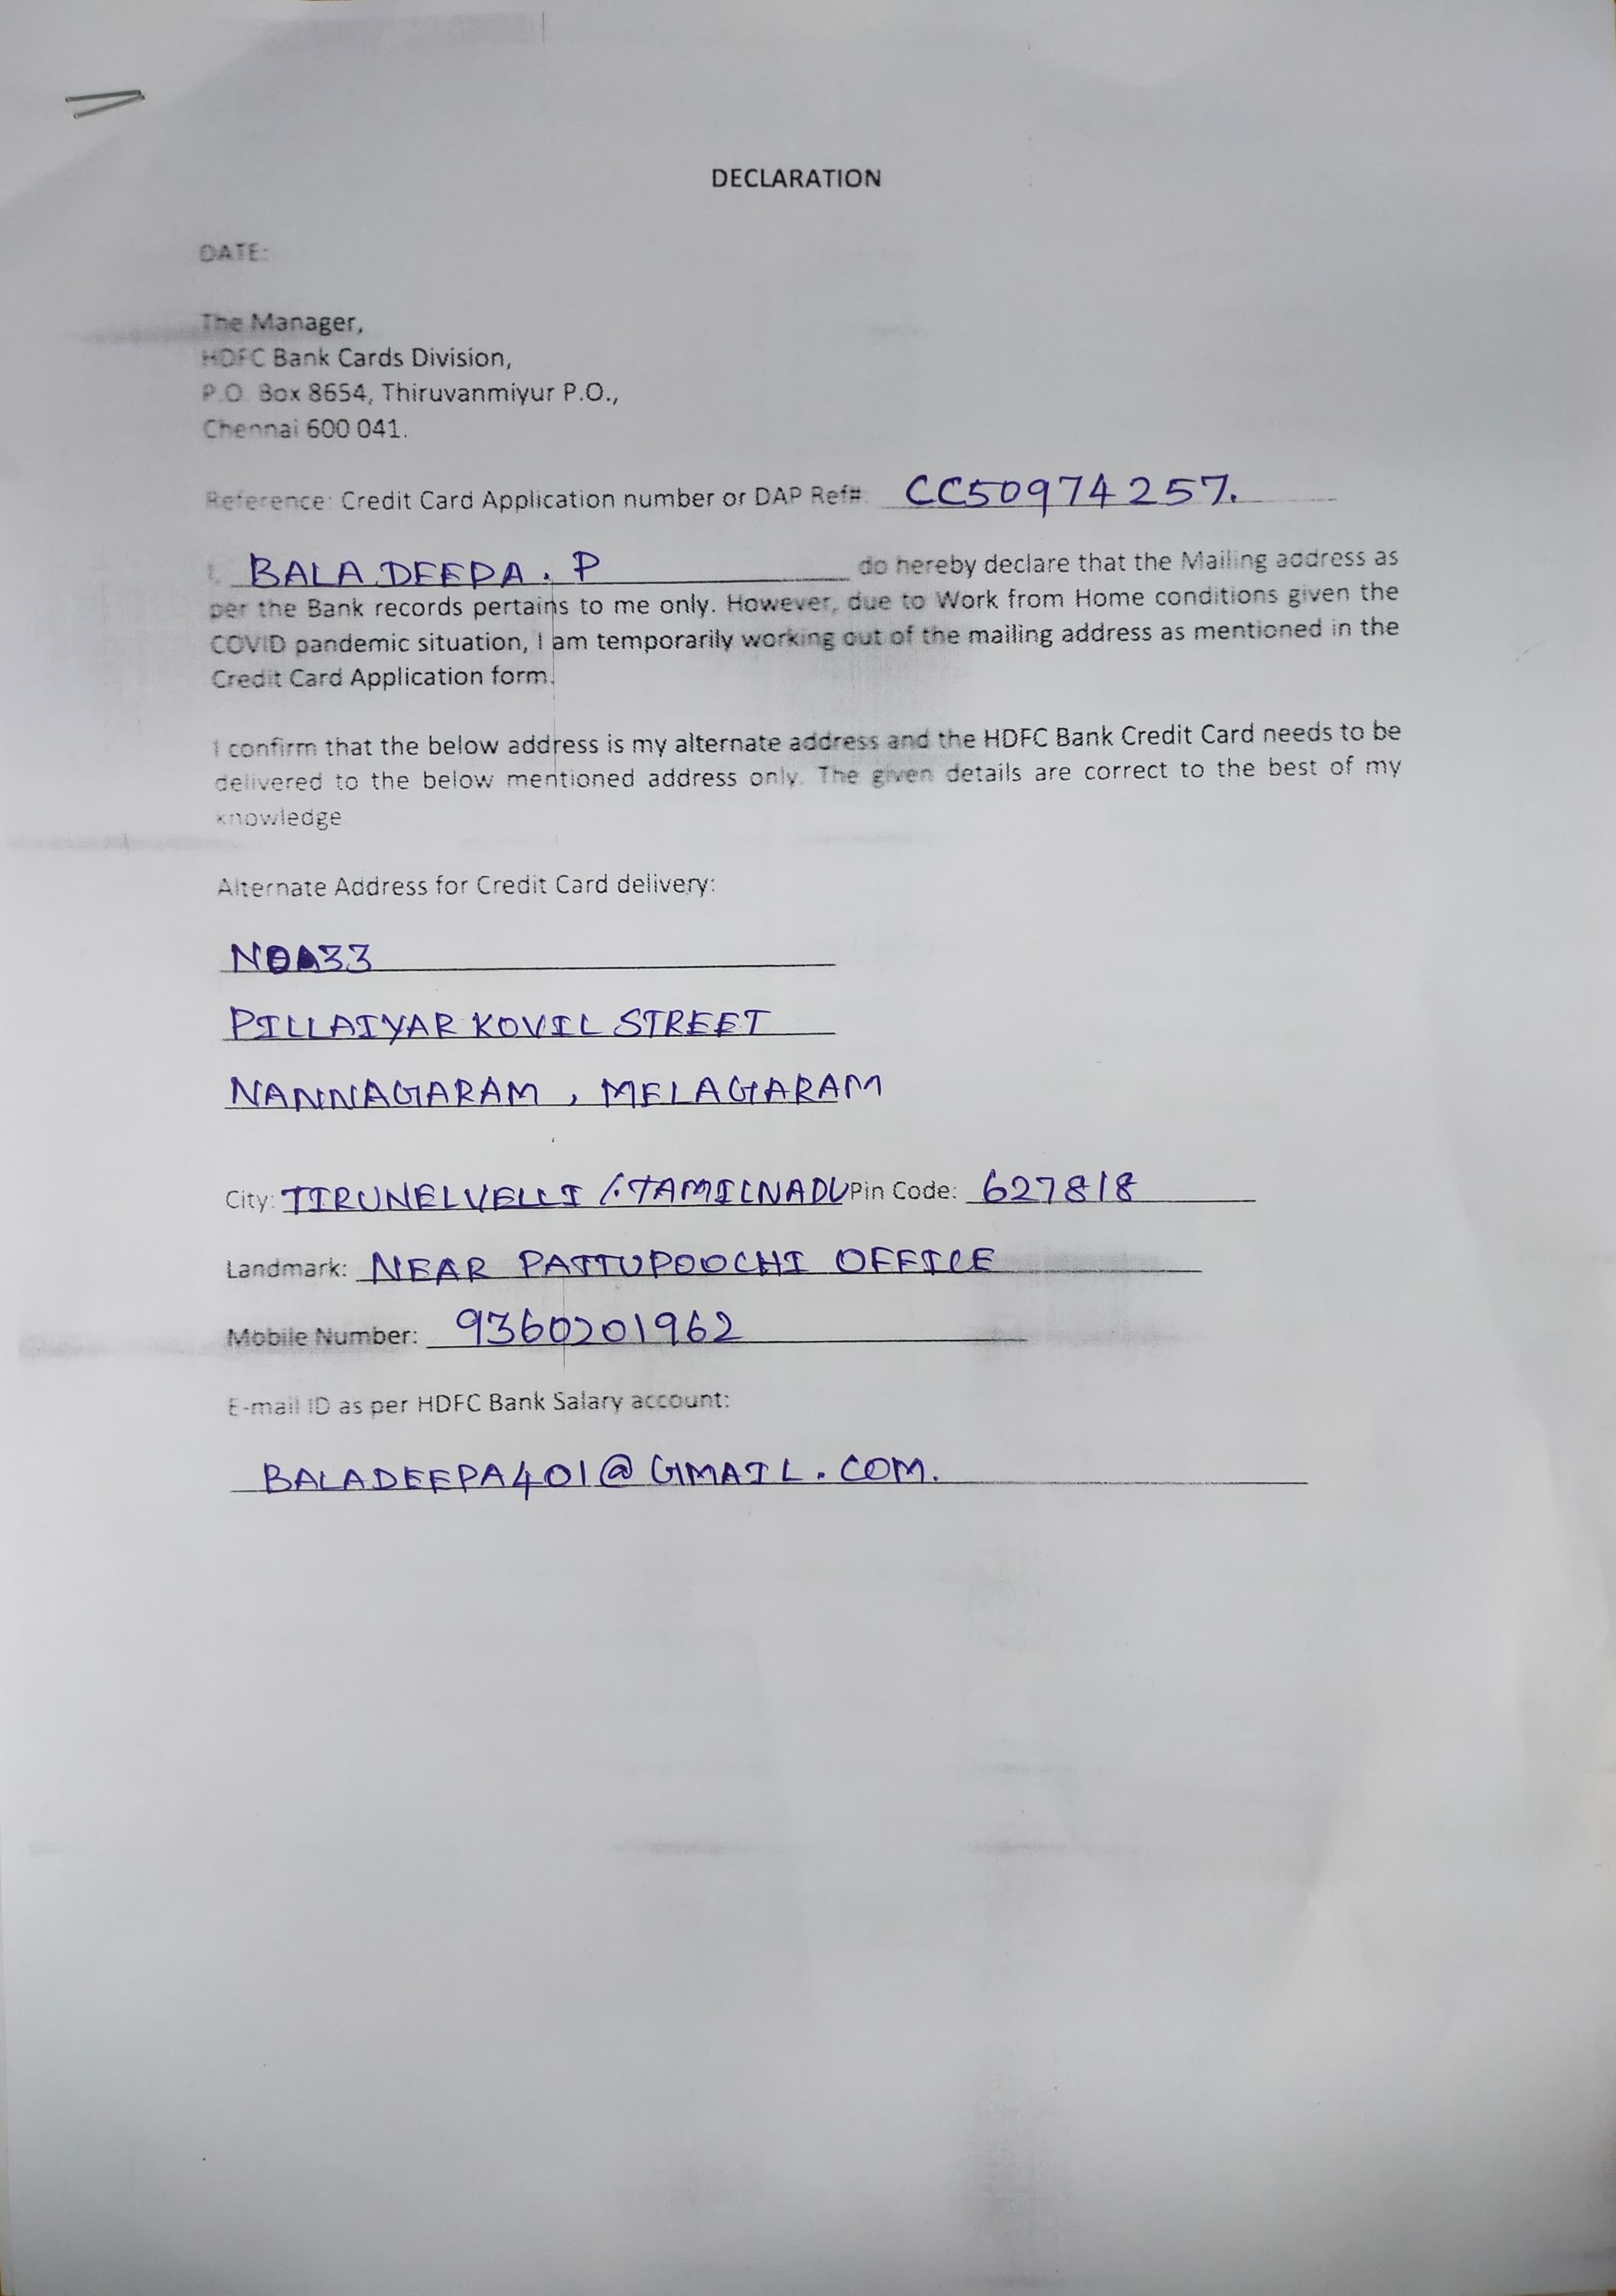 DECLARATION
DATE:
The Manager,
HDFC Bank Cards Division,
P.O. Box 8654, Thiruvanmiyur P.O.,
Chennai 600 041.
Reference: Credit Card Application number or DAP Ref#: CC50974257.
I, BALA DEEPA. P do hereby declare that the Mailing address as
per the Bank records pertains to me only. However, due to Work from Home conditions given the
COVID pandemic situation, I am temporarily working out of the mailing address as mentioned in the
Credit Card Application form.
I confirm that the below address is my alternate address and the HDFC Bank Credit Card needs to be
delivered to the below mentioned address only. The given details are correct to the best of my
knowledge
Alternate Address for Credit Card delivery:
PILLAIYAR KOVIL STREET
NANNAGARAM, MELAGARAM
City: TIRUNELVELLI /.TAMILNADU Pin Code: 627818
Landmark: NEAR PATTUPOOCHI OFFICE
Mobile Number: 9360201962
E-mail ID as per HDFC Bank Salary account:
BALADEEPA401@GMAIL.COM.